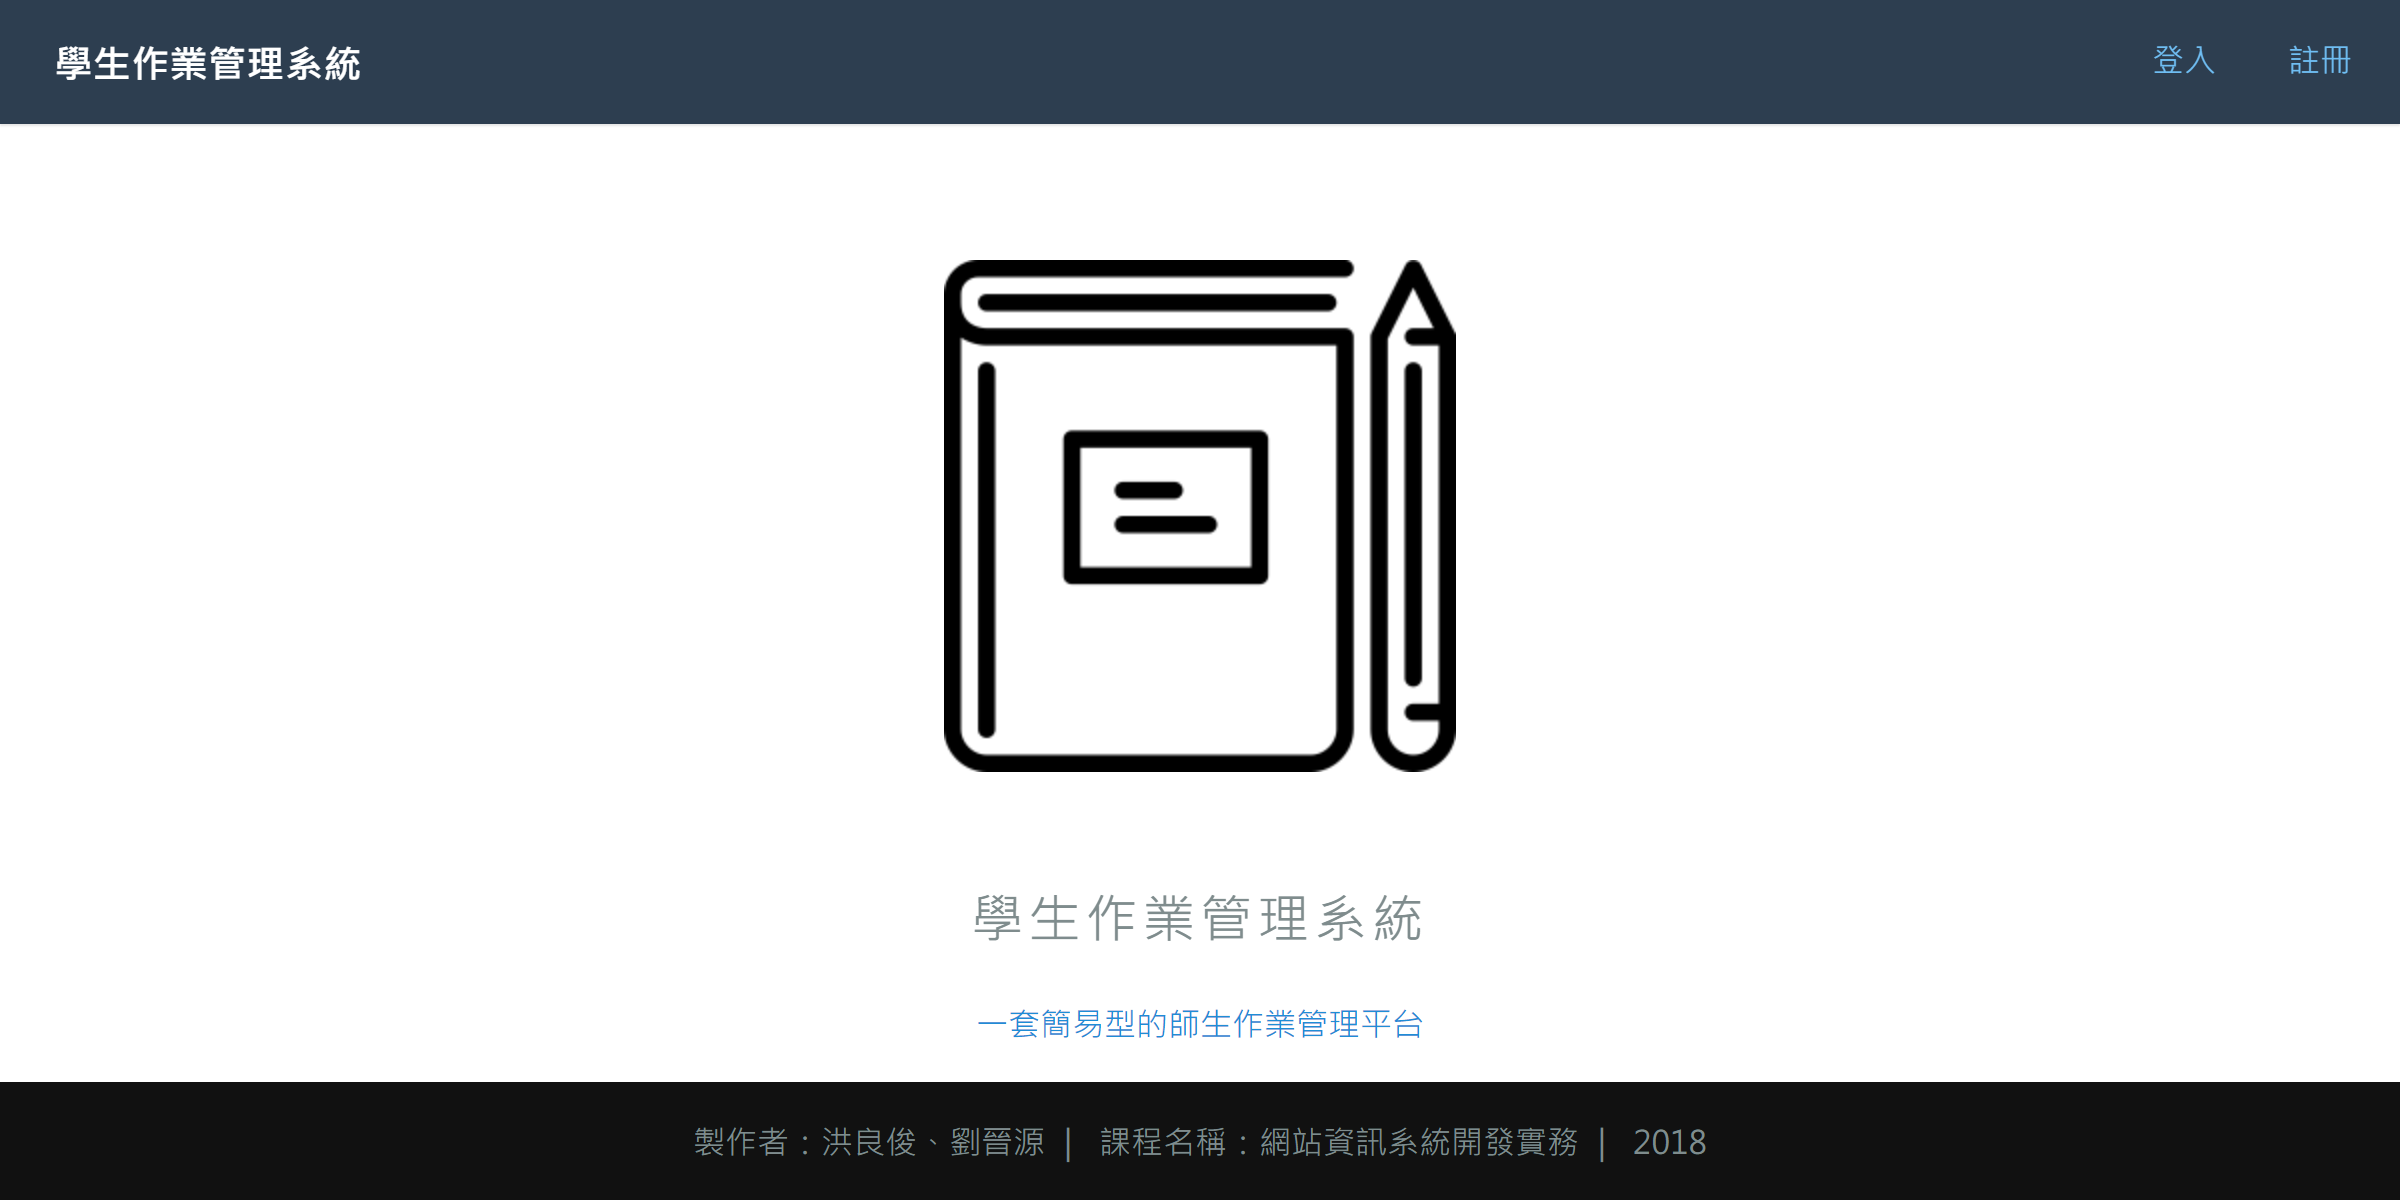 學生作業管理系統
登入 註冊
學生作業管理系統
一套簡易型的師生作業管理平台
製作者：洪良俊、劉晉源 | 課程名稱：網站資訊系統開發實務 | 2018